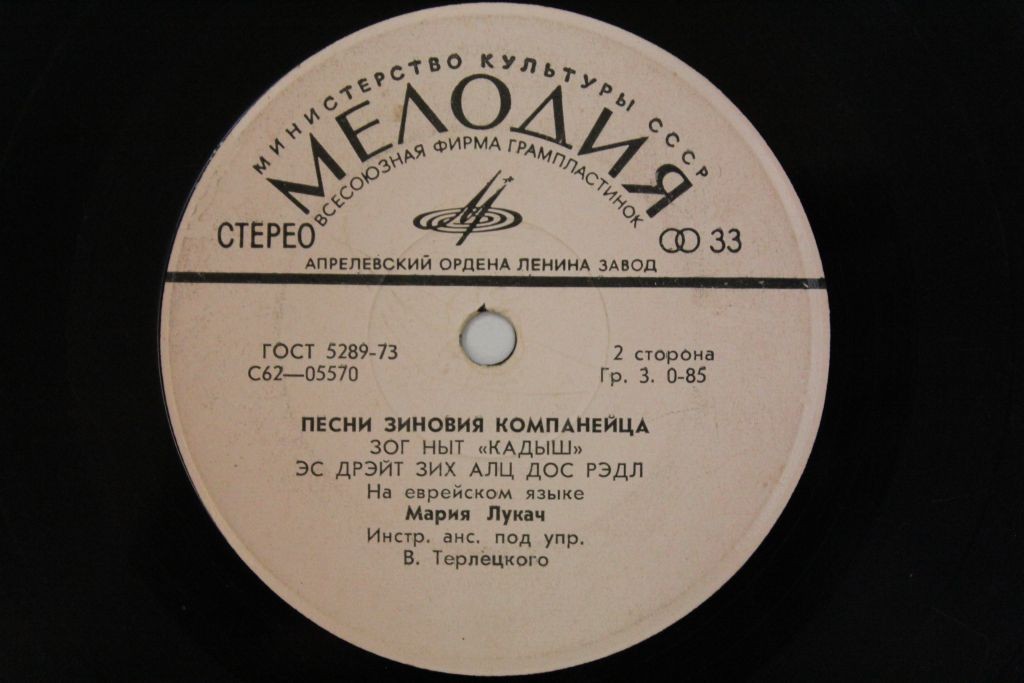 МИНИСТЕРСТВО КУЛЬТУРЫ СССР
МЕЛОДИЯ
ВСЕСОЮЗНАЯ ФИРМА ГРАМПЛАСТИНОК
СТЕРЕО
33
АПРЕЛЕВСКИЙ ОРДЕНА ЛЕНИНА ЗАВОД
ГОСТ 5289-73
2 сторона
С62—05570
Гр. 3. 0-85
ПЕСНИ ЗИНОВИЯ КОМПАНЕЙЦА
ЗОГ НЫТ «КАДЫШ»
ЭС ДРЭЙТ ЗИХ АЛЦ ДОС РЭДЛ
На еврейском языке
Мария Лукач
Инстр. анс. под упр.
В. Терлецкого